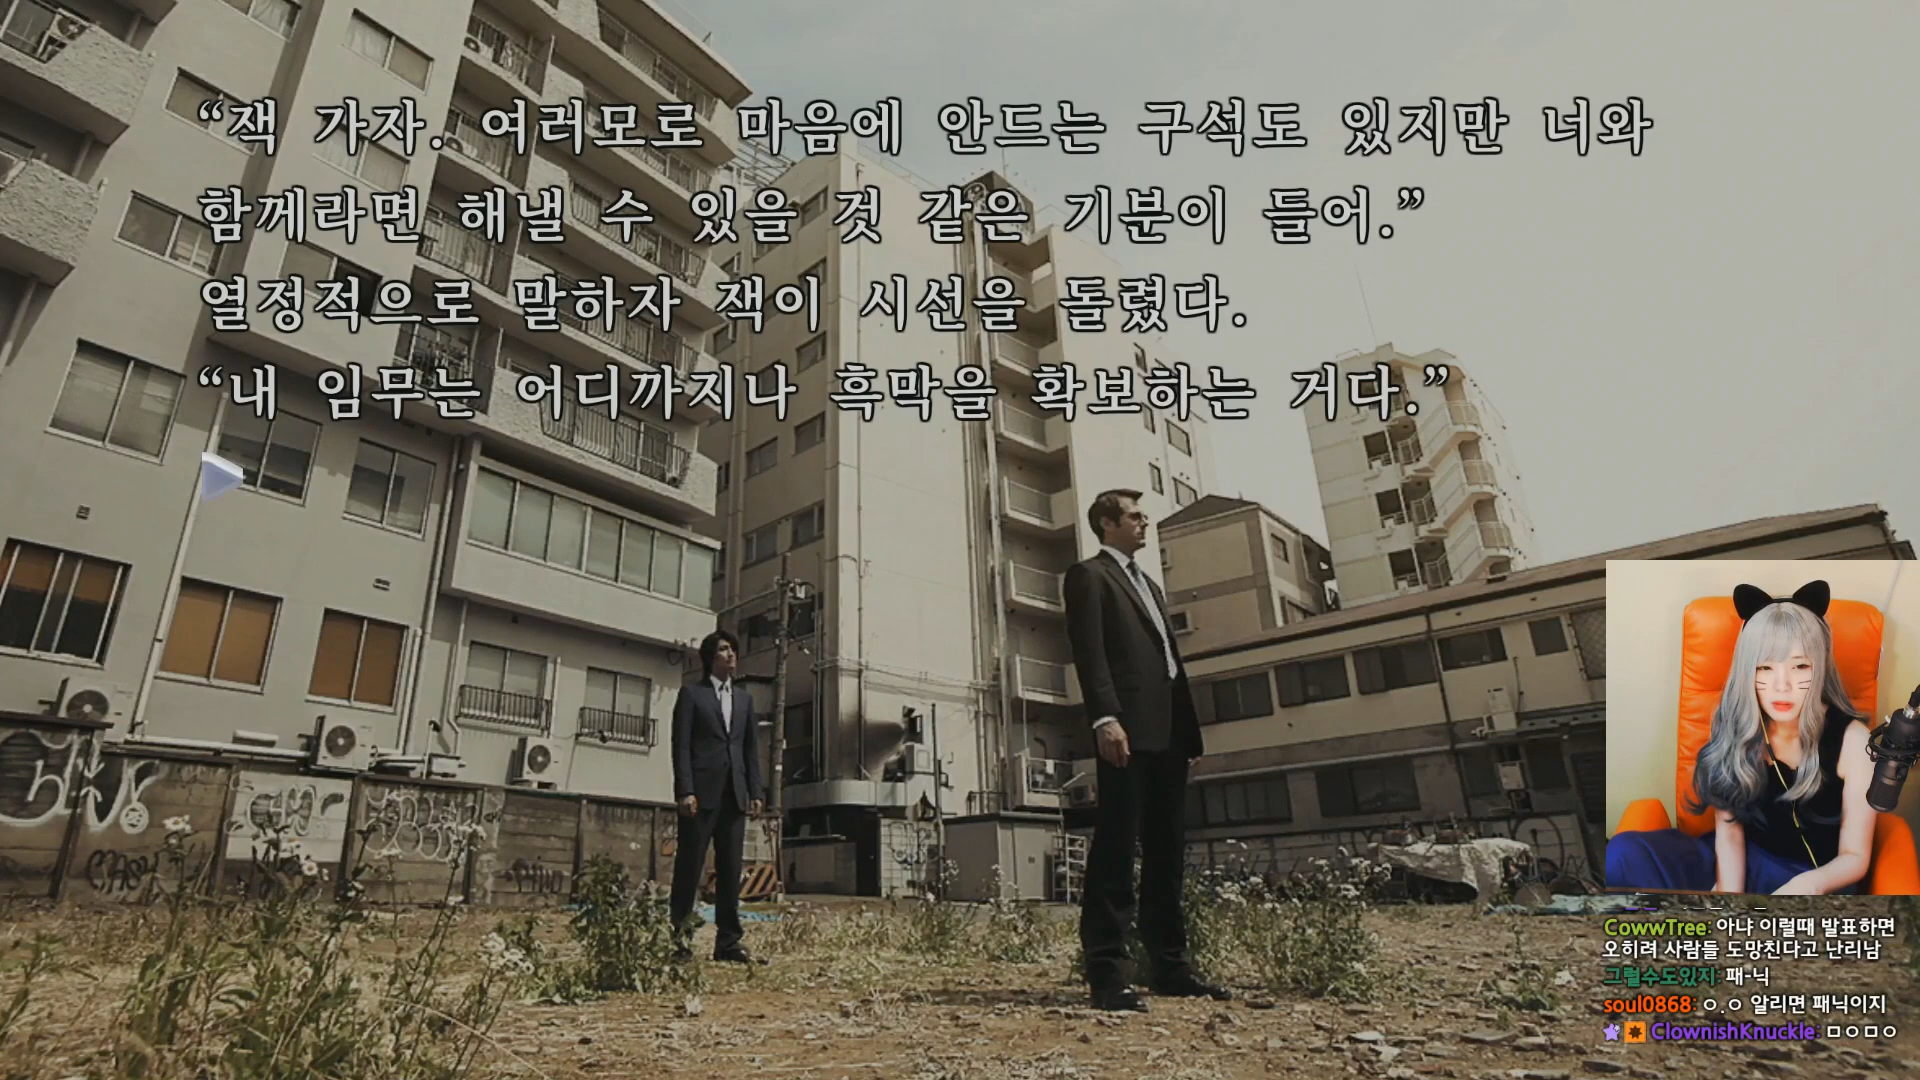 “잭 가자. 여러모로 마음에 안드는 구석도 있지만 너와
함께라면 해낼 수 있을 것 같은 기분이 들어.”
열정적으로 말하자 잭이 시선을 돌렸다.
“내 임무는 어디까지나 흑막을 확보하는 거다.”
CowwTree: 아냐 이럴때 발표하면
오히려 사람들 도망친다고 난리남
그럴수도있지: 패-닉
soul0868: ㅇ.ㅇ 알리면 패닉이지
ClownishKnuckle: ㅁㅇㅁㅇ